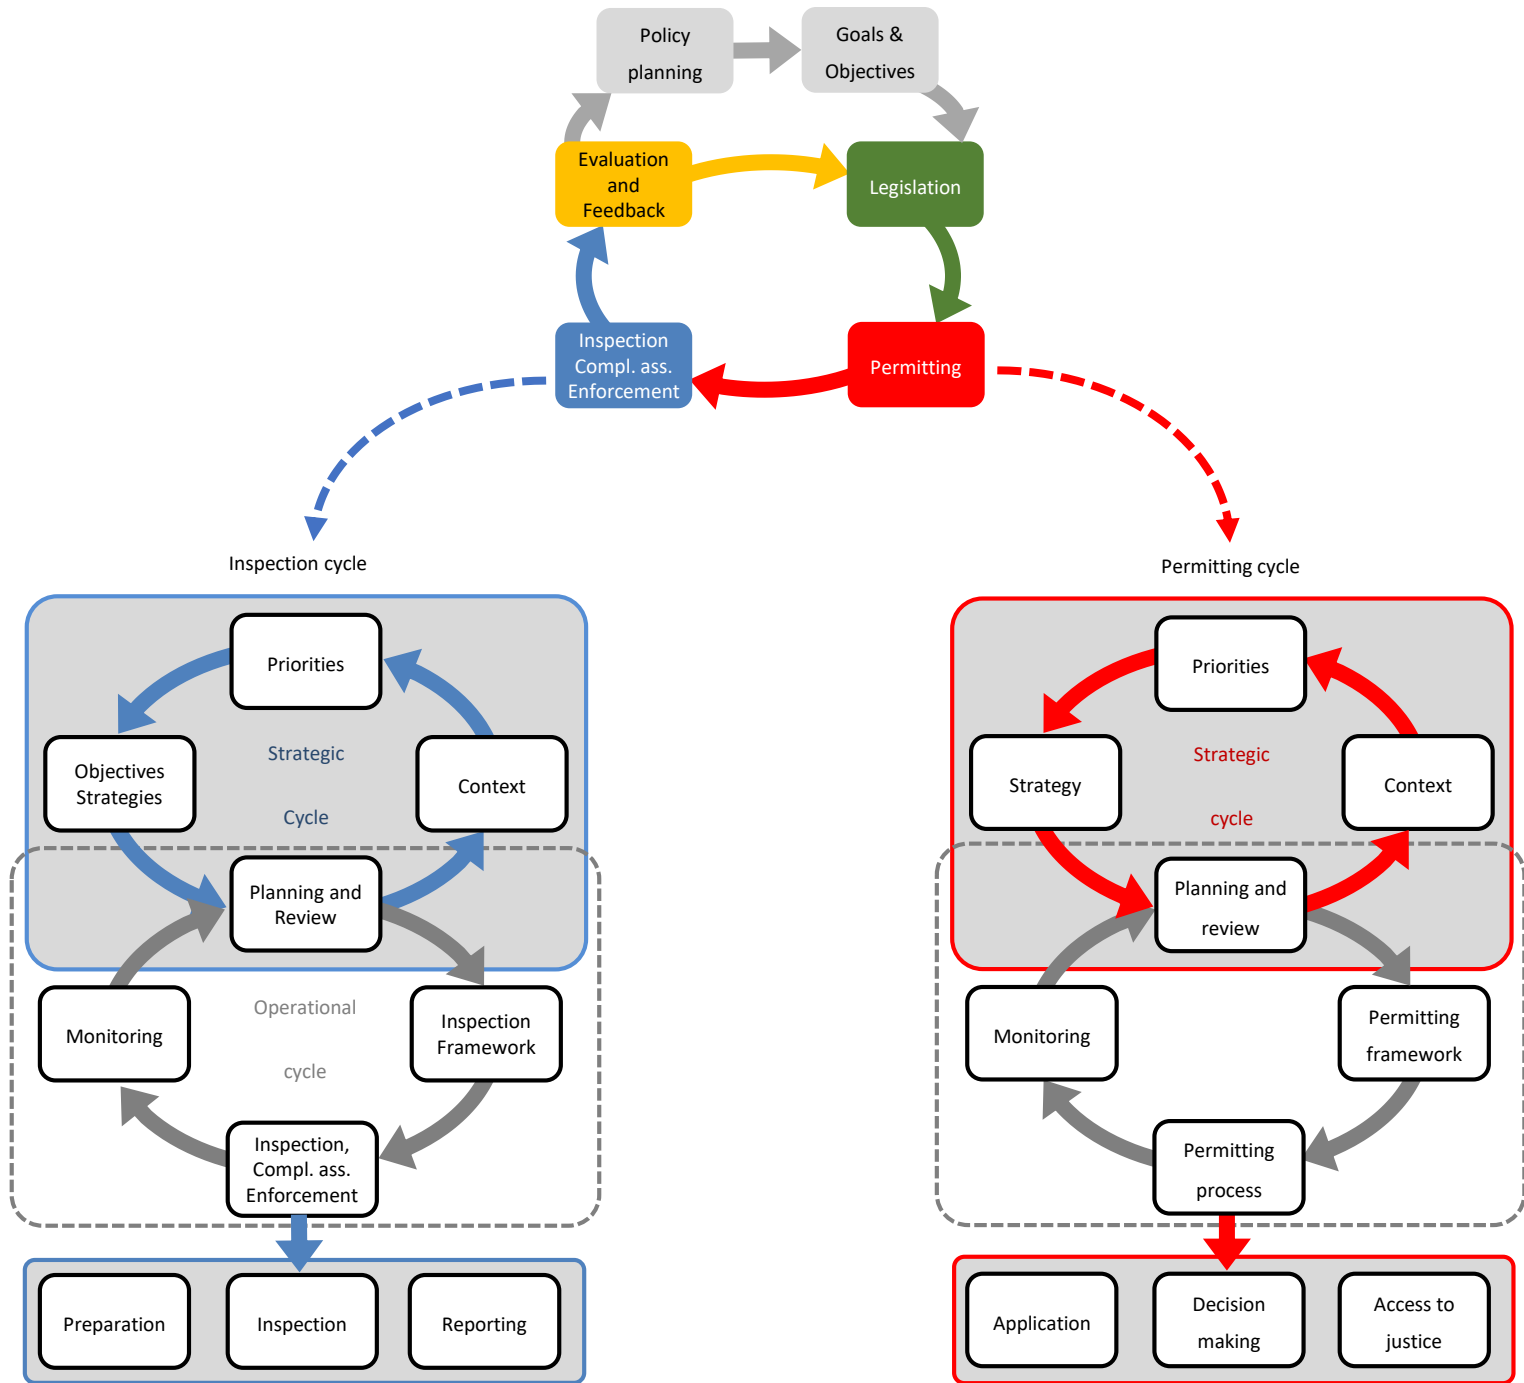 Policy
planning
Goals &
Objectives
Evaluation
and
Feedback
Legislation
Inspection
Compl. ass.
Enforcement
Permitting
Inspection cycle
Priorities
Strategic
Cycle
Objectives
Strategies
Context
Planning and
Review
Operational
cycle
Monitoring
Inspection
Framework
Inspection,
Compl. ass.
Enforcement
Preparation
Inspection
Reporting
Permitting cycle
Priorities
Strategic
cycle
Strategy
Context
Planning and
review
Monitoring
Permitting
framework
Permitting
process
Application
Decision
making
Access to
justice